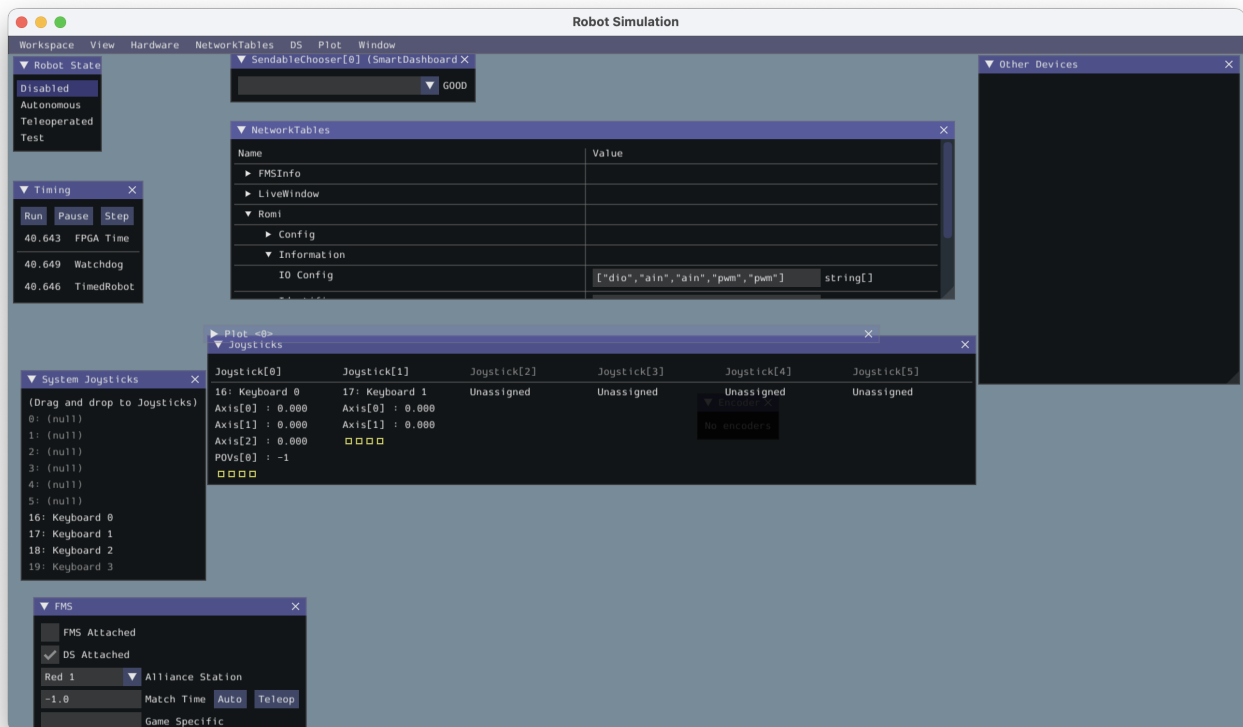 Robot Simulation
Workspace View Hardware NetworkTables DS Plot Window
Robot State
Disabled
Autonomous
Teleoperated
Test
SendableChooser[0] (SmartDashboard
GOOD
Other Devices
NetworkTables
Name Value
FMSInfo
LiveWindow
Romi
Config
Information
IO Config ["dio","ain","ain","pwm","pwm"] string[]
Timing
Run Pause Step
40.643 FPGA Time
40.649 Watchdog
40.646 TimedRobot
Plot <0>
Joysticks
Joystick[0] Joystick[1] Joystick[2] Joystick[3] Joystick[4] Joystick[5]
16: Keyboard 0 17: Keyboard 1 Unassigned Unassigned Unassigned Unassigned
Axis[0] : 0.000 Axis[0] : 0.000
Axis[1] : 0.000 Axis[1] : 0.000
Axis[2] : 0.000
POVs[0] : -1
Encoder
No encoders
System Joysticks
(Drag and drop to Joysticks)
0: (null)
1: (null)
2: (null)
3: (null)
4: (null)
5: (null)
16: Keyboard 0
17: Keyboard 1
18: Keyboard 2
19: Keyboard 3
FMS
FMS Attached
DS Attached
Red 1 Alliance Station
-1.0 Match Time Auto Teleop
Game Specific